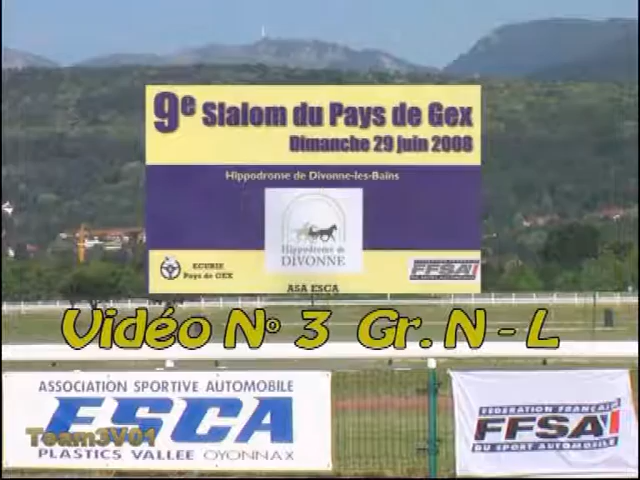 9e Slalom du Pays de Gex
Dimanche 29 juin 2008
Hippodrome de Divonne-les-Bains
Hippodrome de
DIVONNE
ECURIE
Pays de GEX
FFSA
ASA ESCA
Vidéo N° 3 Gr. N - L
ASSOCIATION SPORTIVE AUTOMOBILE
ESCA
Team3V01
PLASTICS VALLEE OYONNAX
FEDERATION FRANÇAISE
FFSA
DU SPORT AUTOMOBILE